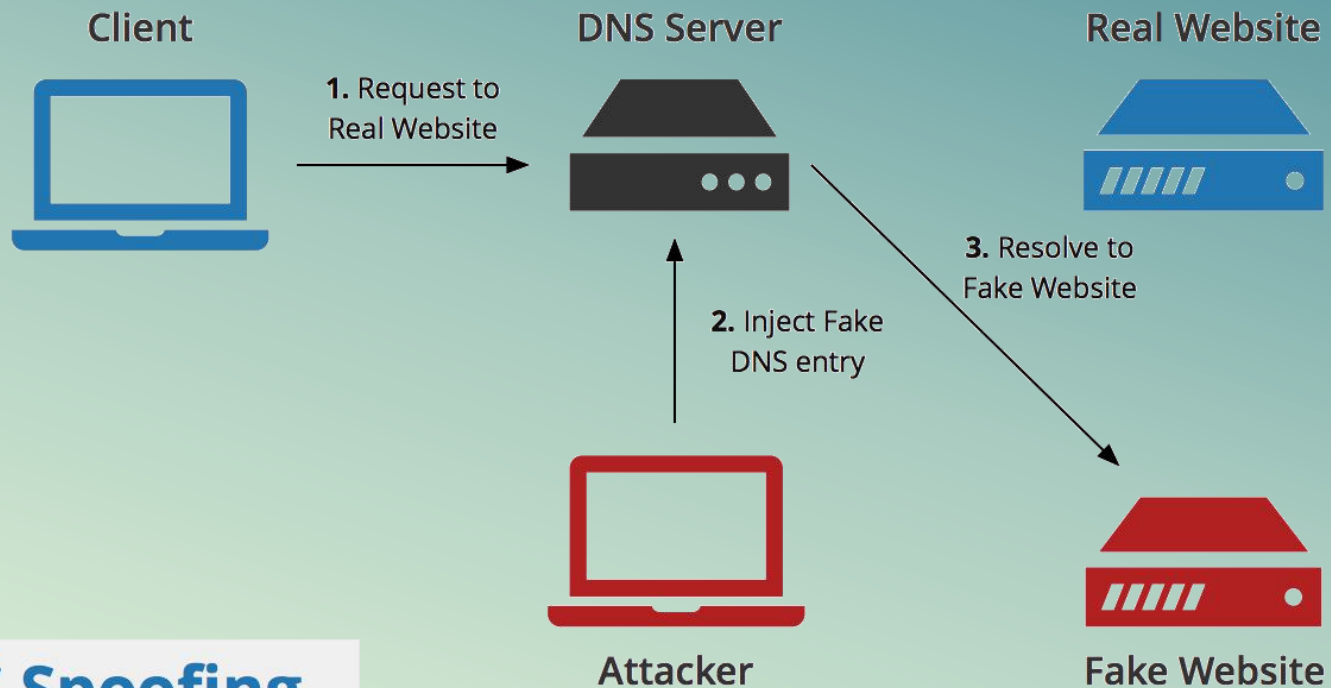 Client
DNS Server
Real Website
1. Request to
Real Website
3. Resolve to
Fake Website
2. Inject Fake
DNS entry
Spoofing
Attacker
Fake Website